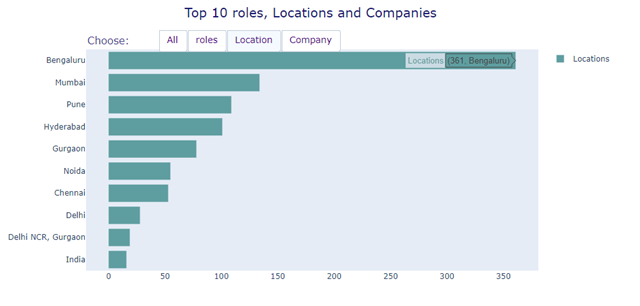 Top 10 roles, Locations and Companies
Choose: All roles Location Company
Bengaluru Locations (361, Bengaluru) Locations
Mumbai
Pune
Hyderabad
Gurgaon
Noida
Chennai
Delhi
Delhi NCR, Gurgaon
India
0 50 100 150 200 250 300 350